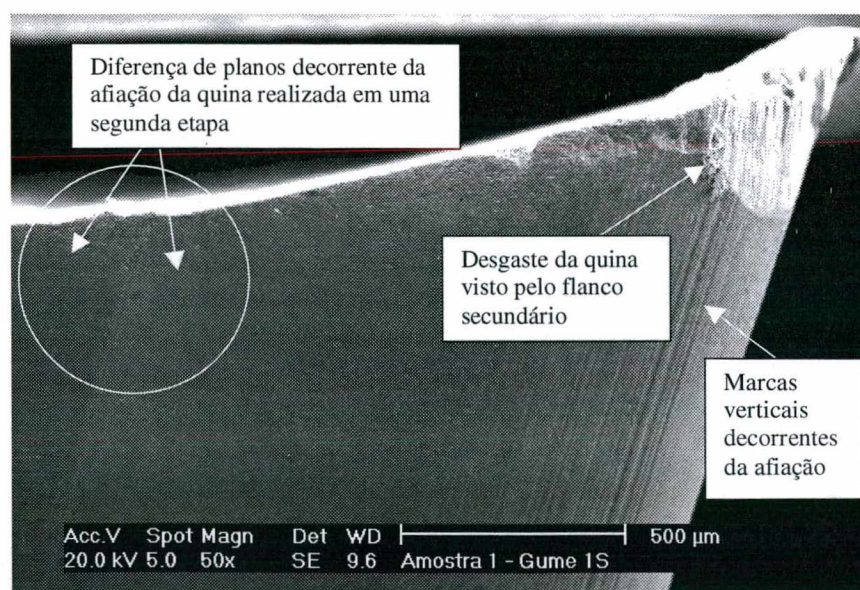 Diferença de planos decorrente da
afiação da quina realizada em uma
segunda etapa
Desgaste da quina
visto pelo flanco
secundário
Marcas
verticais
decorrentes
da afiação
Acc.V Spot Magn Det WD 500 µm
20.0 kV 5.0 50x SE 9.6 Amostra 1 - Gume 1S